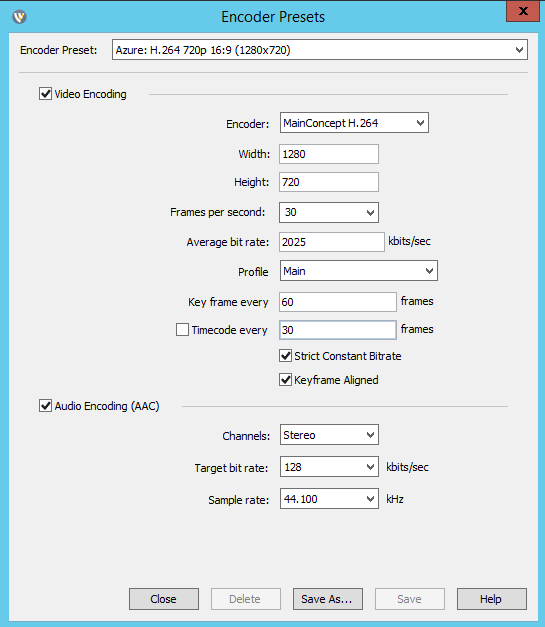 Encoder Presets
Encoder Preset: Azure: H.264 720p 16:9 (1280x720)
Video Encoding
Encoder: MainConcept H.264
Width: 1280
Height: 720
Frames per second: 30
Average bit rate: 2025 kbits/sec
Profile Main
Key frame every 60 frames
Timecode every 30 frames
Strict Constant Bitrate
Keyframe Aligned
Audio Encoding (AAC)
Channels: Stereo
Target bit rate: 128 kbits/sec
Sample rate: 44.100 kHz
Close Delete Save As... Save Help